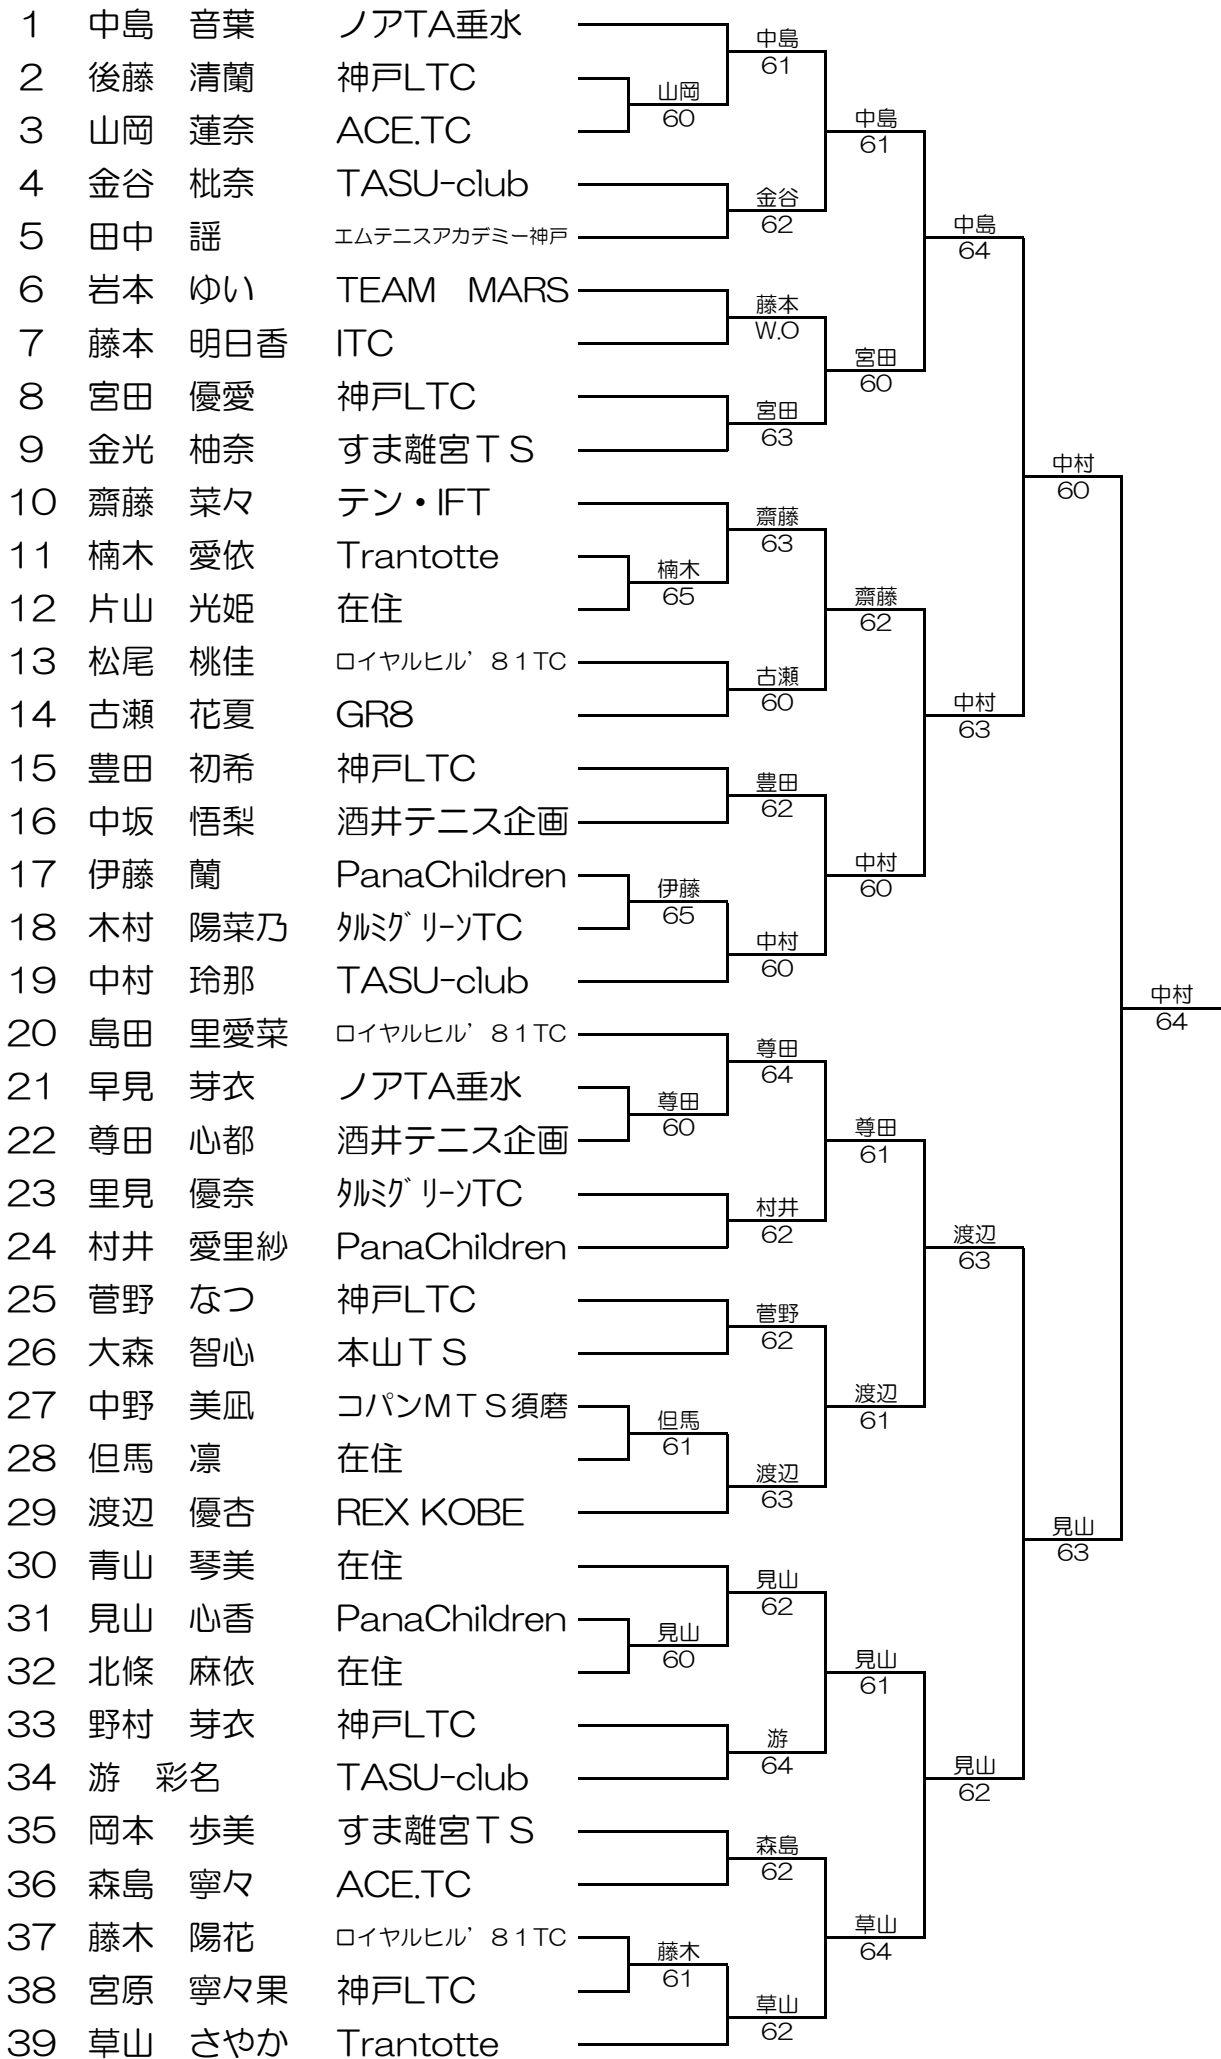 1 中島 音葉 ノアTA垂水
2 後藤 清蘭 神戸LTC
3 山岡 蓮奈 ACE.TC
4 金谷 枇奈 TASU-club
5 田中 謡 エムテニスアカデミー神戸
6 岩本 ゆい TEAM MARS
7 藤本 明日香 ITC
8 宮田 優愛 神戸LTC
9 金光 柚奈 すま離宮TS
10 齋藤 菜々 テン・IFT
11 楠木 愛依 Trantotte
12 片山 光姫 在住
13 松尾 桃佳 ロイヤルヒル’81TC
14 古瀬 花夏 GR8
15 豊田 初希 神戸LTC
16 中坂 悟梨 酒井テニス企画
17 伊藤 蘭 PanaChildren
18 木村 陽菜乃 ﾀﾙﾐｸﾞﾘｰﾝTC
19 中村 玲那 TASU-club
20 島田 里愛菜 ロイヤルヒル’81TC
21 早見 芽衣 ノアTA垂水
22 尊田 心都 酒井テニス企画
23 里見 優奈 ﾀﾙﾐｸﾞﾘｰﾝTC
24 村井 愛里紗 PanaChildren
25 菅野 なつ 神戸LTC
26 大森 智心 本山TS
27 中野 美凪 コパンMTS須磨
28 但馬 凛 在住
29 渡辺 優杏 REX KOBE
30 青山 琴美 在住
31 見山 心香 PanaChildren
32 北條 麻依 在住
33 野村 芽衣 神戸LTC
34 游 彩名 TASU-club
35 岡本 歩美 すま離宮TS
36 森島 寧々 ACE.TC
37 藤木 陽花 ロイヤルヒル’81TC
38 宮原 寧々果 神戸LTC
39 草山 さやか Trantotte
山岡
60
楠木
65
伊藤
65
尊田
60
但馬
61
見山
60
藤木
61
中島
61
金谷
62
藤本
W.O
宮田
63
齋藤
63
古瀬
60
豊田
62
中村
60
尊田
64
村井
62
菅野
62
渡辺
63
見山
62
游
64
森島
62
草山
62
中島
61
宮田
60
齋藤
62
中村
60
尊田
61
渡辺
61
見山
61
草山
64
中島
64
中村
63
渡辺
63
見山
62
中村
60
見山
63
中村
64